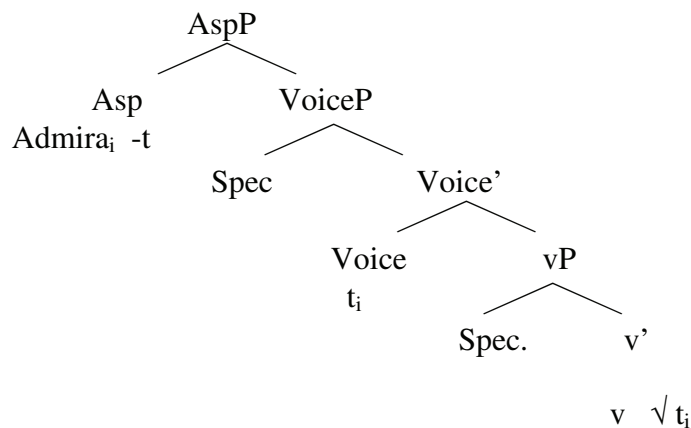 AspP
Asp VoiceP
Admiraᵢ -t
Spec Voice’
Voice vP
tᵢ
Spec. v’
v √ tᵢ